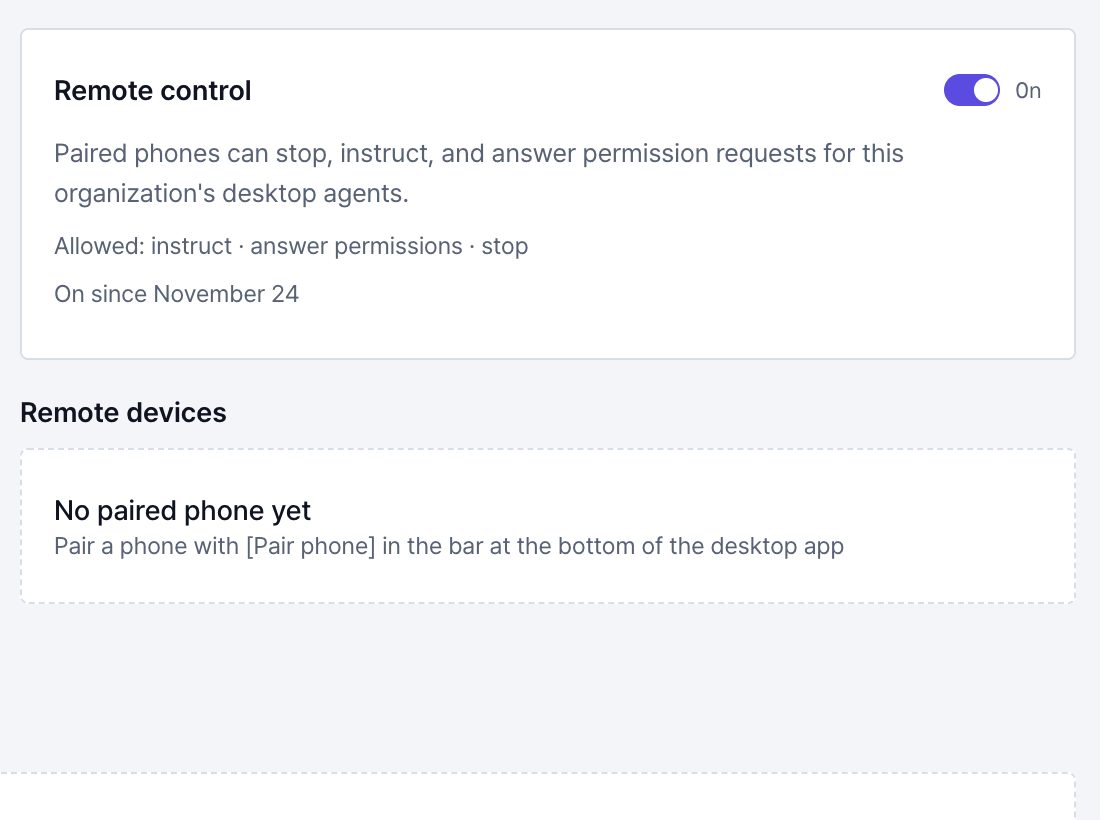 Remote control
On
Paired phones can stop, instruct, and answer permission requests for this
organization's desktop agents.
Allowed: instruct · answer permissions · stop
On since November 24
Remote devices
No paired phone yet
Pair a phone with [Pair phone] in the bar at the bottom of the desktop app